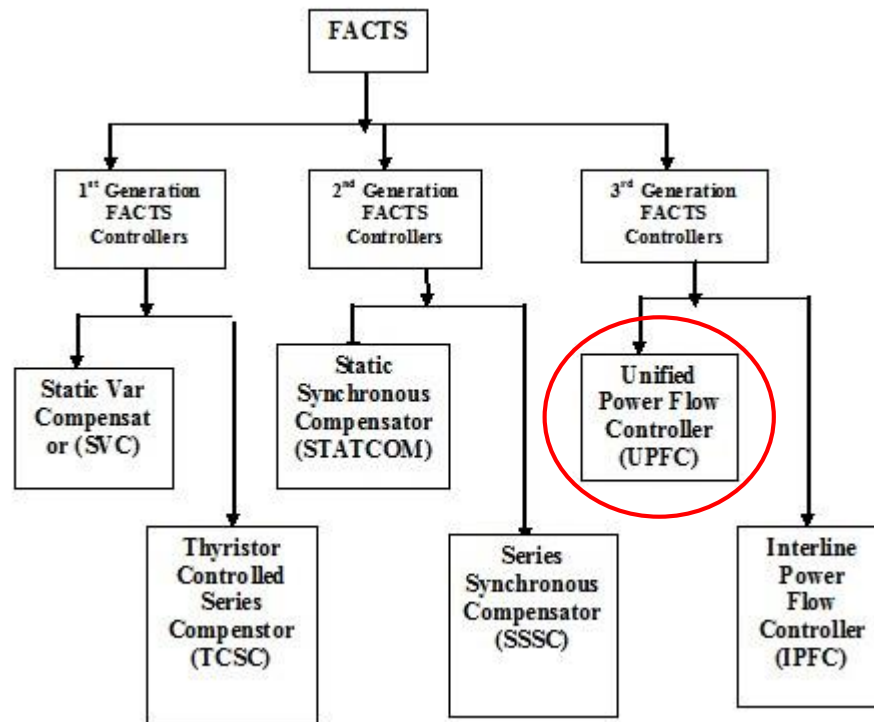 FACTS
1st Generation
FACTS
Controllers
2nd Generation
FACTS
Controllers
3rd Generation
FACTS
Controllers
Static Var
Compensat
or (SVC)
Static
Synchronous
Compensator
(STATCOM)
Unified
Power Flow
Controller
(UPFC)
Thyristor
Controlled
Series
Compenstor
(TCSC)
Series
Synchronous
Compensator
(SSSC)
Interline
Power
Flow
Controller
(IPFC)